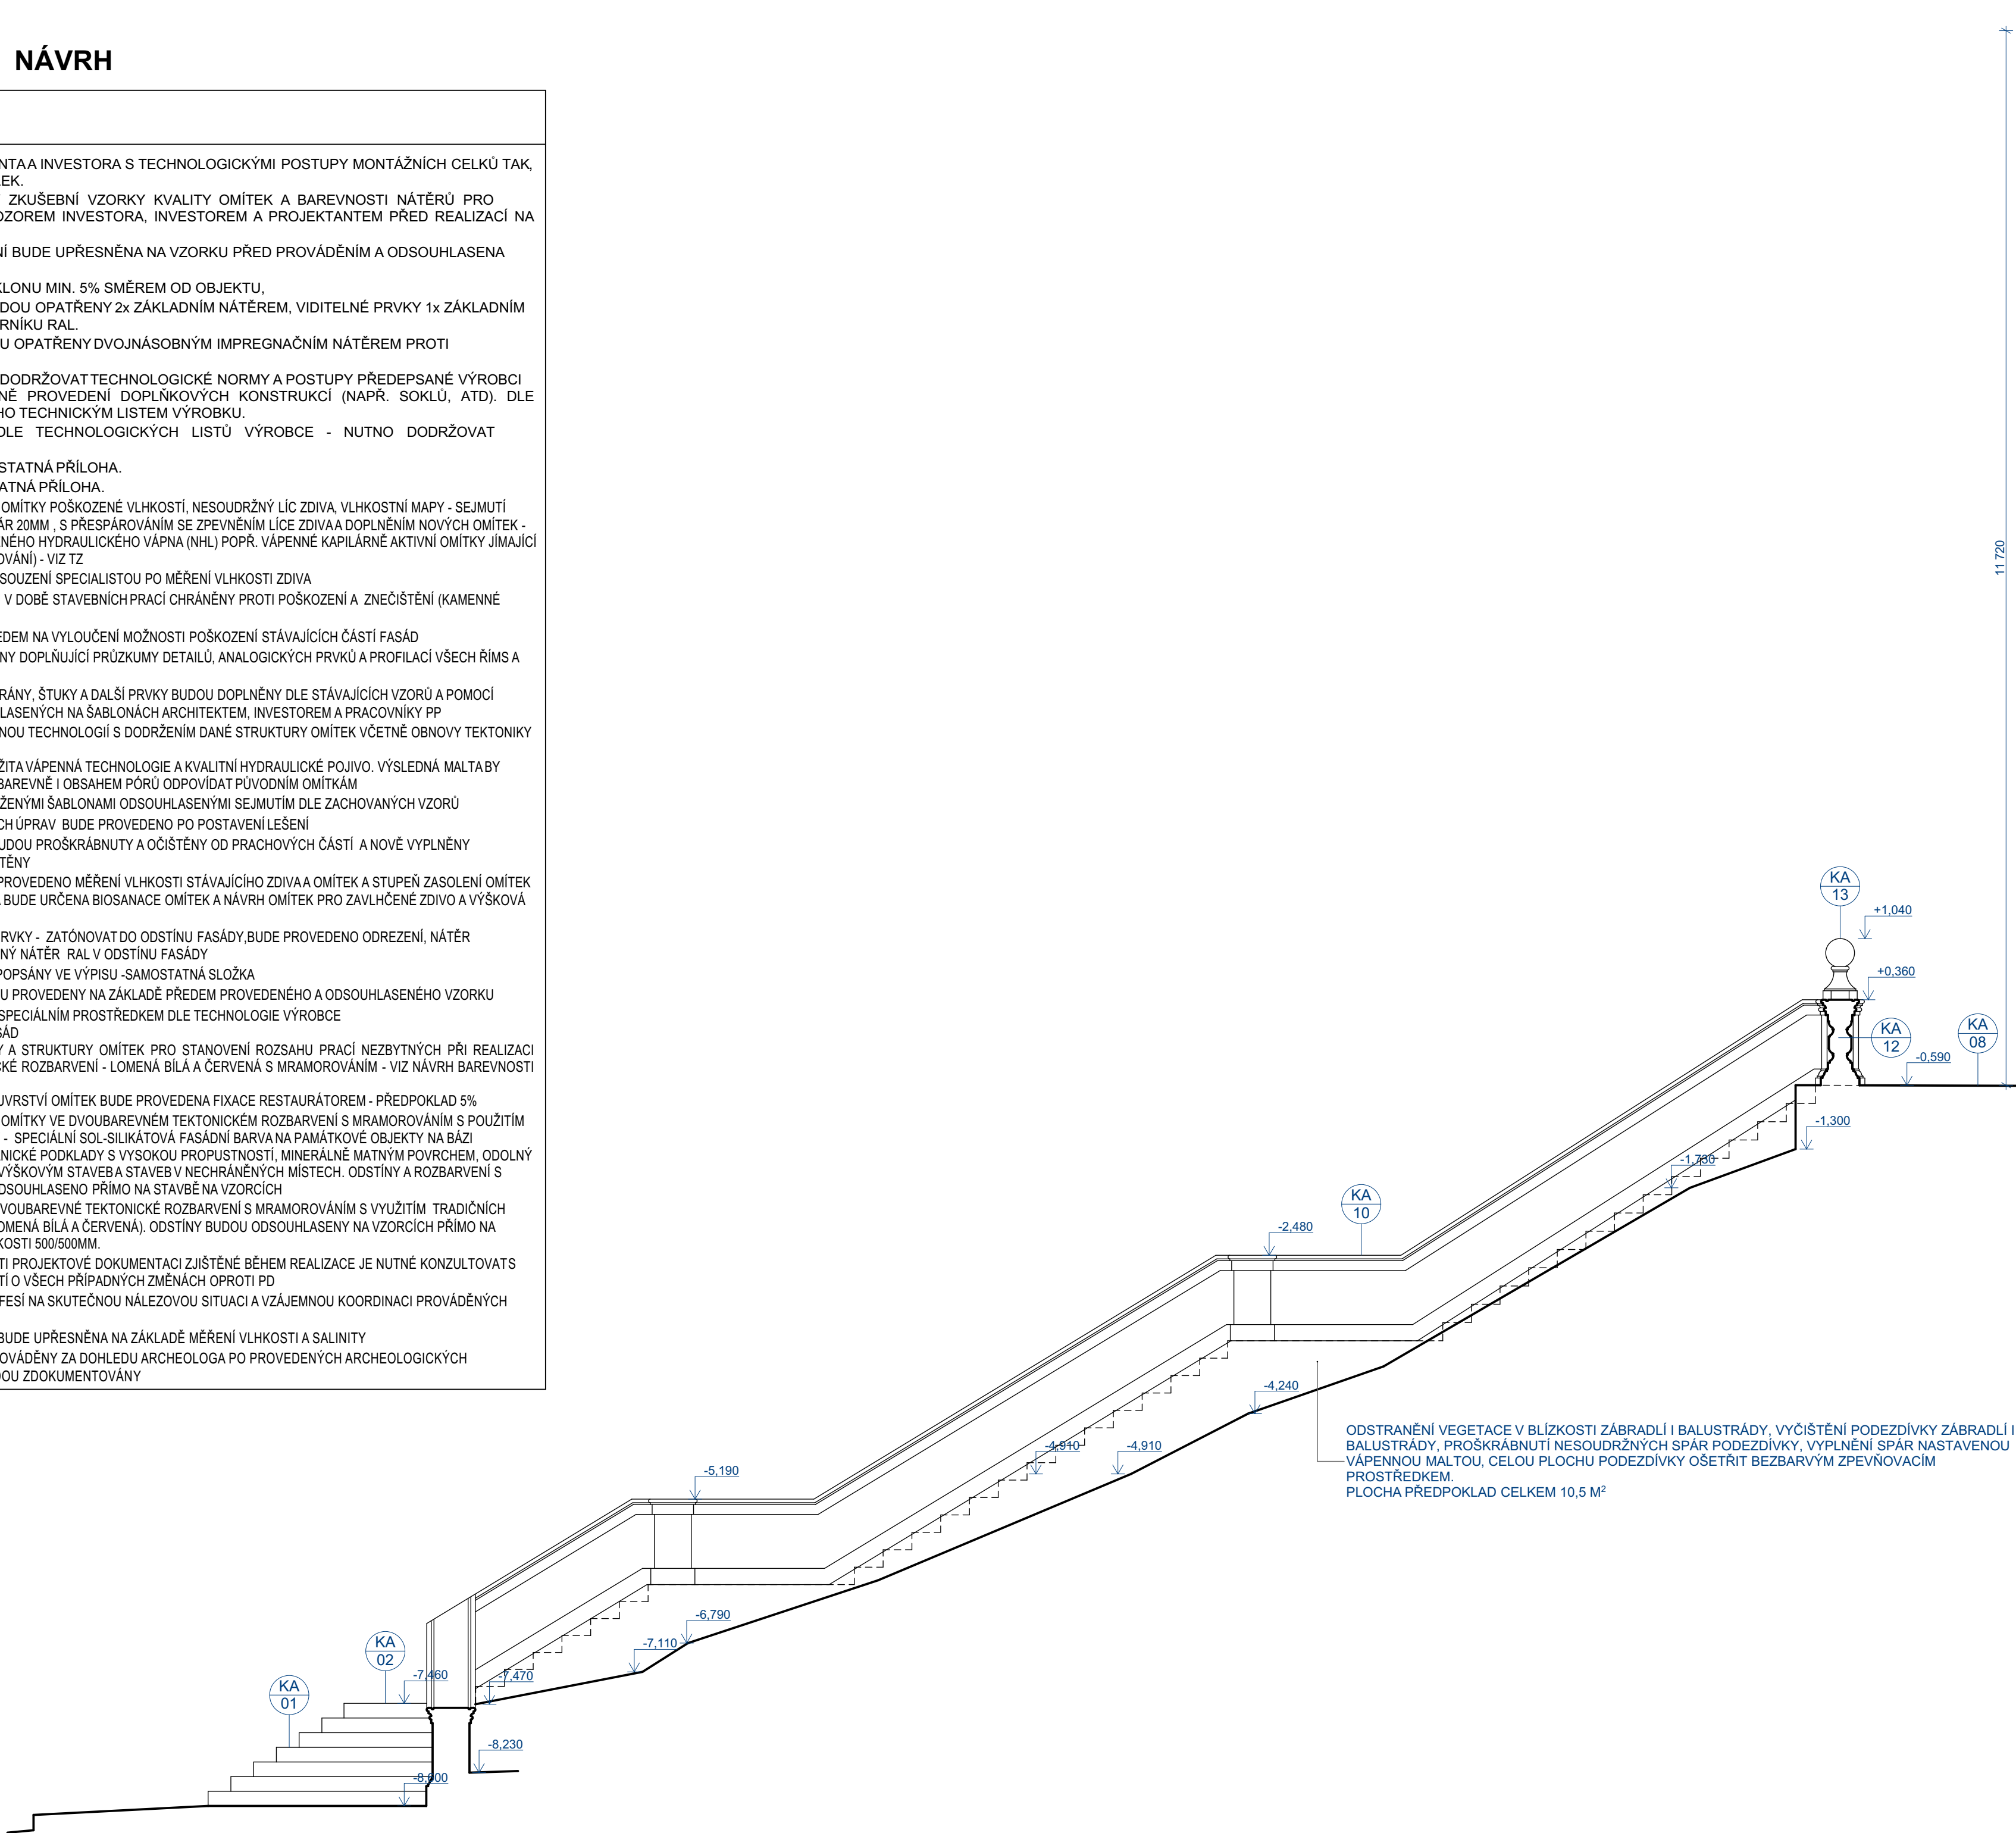 NÁVRH
NTA A INVESTORA S TECHNOLOGICKÝMI POSTUPY MONTÁŽNÍCH CELKŮ TAK,
EK.
ZKUŠEBNÍ VZORKY KVALITY OMÍTEK A BAREVNOSTI NÁTĚRŮ PRO
OZOREM INVESTORA, INVESTOREM A PROJEKTANTEM PŘED REALIZACÍ NA
NÍ BUDE UPŘESNĚNA NA VZORKU PŘED PROVÁDĚNÍM A ODSOUHLASENA
KLONU MIN. 5% SMĚREM OD OBJEKTU,
DOU OPATŘENY 2x ZÁKLADNÍM NÁTĚREM, VIDITELNÉ PRVKY 1x ZÁKLADNÍM
RNÍKU RAL.
U OPATŘENY DVOJNÁSOBNÝM IMPREGNAČNÍM NÁTĚREM PROTI
DODRŽOVAT TECHNOLOGICKÉ NORMY A POSTUPY PŘEDEPSANÉ VÝROBCI
NĚ PROVEDENÍ DOPLŇKOVÝCH KONSTRUKCÍ (NAPŘ. SOKLŮ, ATD). DLE
HO TECHNICKÝM LISTEM VÝROBKU.
DLE TECHNOLOGICKÝCH LISTŮ VÝROBCE - NUTNO DODRŽOVAT
STATNÁ PŘÍLOHA.
ATNÁ PŘÍLOHA.
OMÍTKY POŠKOZENÉ VLHKOSTÍ, NESOUDRŽNÝ LÍC ZDIVA, VLHKOSTNÍ MAPY - SEJMUTÍ
ÁR 20MM , S PŘESPÁROVÁNÍM SE ZPEVNĚNÍM LÍCE ZDIVA A DOPLNĚNÍM NOVÝCH OMÍTEK -
NÉHO HYDRAULICKÉHO VÁPNA (NHL) POPŘ. VÁPENNÉ KAPILÁRNĚ AKTIVNÍ OMÍTKY JÍMAJÍCÍ
OVÁNÍ) - VIZ TZ
SOUZENÍ SPECIALISTOU PO MĚŘENÍ VLHKOSTI ZDIVA
V DOBĚ STAVEBNÍCH PRACÍ CHRÁNĚNY PROTI POŠKOZENÍ A ZNEČIŠTĚNÍ (KAMENNÉ
EDEM NA VYLOUČENÍ MOŽNOSTI POŠKOZENÍ STÁVAJÍCÍCH ČÁSTÍ FASÁD
NY DOPLŇUJÍCÍ PRŮZKUMY DETAILŮ, ANALOGICKÝCH PRVKŮ A PROFILACÍ VŠECH ŘÍMS A
RÁNY, ŠTUKY A DALŠÍ PRVKY BUDOU DOPLNĚNY DLE STÁVAJÍCÍCH VZORŮ A POMOCÍ
LASENÝCH NA ŠABLONÁCH ARCHITEKTEM, INVESTOREM A PRACOVNÍKY PP
NOU TECHNOLOGIÍ S DODRŽENÍM DANÉ STRUKTURY OMÍTEK VČETNĚ OBNOVY TEKTONIKY
ŽITA VÁPENNÁ TECHNOLOGIE A KVALITNÍ HYDRAULICKÉ POJIVO. VÝSLEDNÁ MALTA BY
BAREVNĚ I OBSAHEM PÓRŮ ODPOVÍDAT PŮVODNÍM OMÍTKÁM
ŽENÝMI ŠABLONAMI ODSOUHLASENÝMI SEJMUTÍM DLE ZACHOVANÝCH VZORŮ
CH ÚPRAV BUDE PROVEDENO PO POSTAVENÍ LEŠENÍ
UDOU PROŠKRÁBNUTY A OČIŠTĚNY OD PRACHOVÝCH ČÁSTÍ A NOVĚ VYPLNĚNY
TĚNY
PROVEDENO MĚŘENÍ VLHKOSTI STÁVAJÍCÍHO ZDIVA A OMÍTEK A STUPEŇ ZASOLENÍ OMÍTEK
BUDE URČENA BIOSANACE OMÍTEK A NÁVRH OMÍTEK PRO ZAVLHČENÉ ZDIVO A VÝŠKOVÁ
RVKY - ZATÓNOVAT DO ODSTÍNU FASÁDY,BUDE PROVEDENO ODREZENÍ, NÁTĚR
NÝ NÁTĚR RAL V ODSTÍNU FASÁDY
POPSÁNY VE VÝPISU -SAMOSTATNÁ SLOŽKA
U PROVEDENY NA ZÁKLADĚ PŘEDEM PROVEDENÉHO A ODSOUHLASENÉHO VZORKU
SPECIÁLNÍM PROSTŘEDKEM DLE TECHNOLOGIE VÝROBCE
SÁD
Y A STRUKTURY OMÍTEK PRO STANOVENÍ ROZSAHU PRACÍ NEZBYTNÝCH PŘI REALIZACI
CKÉ ROZBARVENÍ - LOMENÁ BÍLÁ A ČERVENÁ S MRAMOROVÁNÍM - VIZ NÁVRH BAREVNOSTI
UVRSTVÍ OMÍTEK BUDE PROVEDENA FIXACE RESTAURÁTOREM - PŘEDPOKLAD 5%
OMÍTKY VE DVOUBAREVNÉM TEKTONICKÉM ROZBARVENÍ S MRAMOROVÁNÍM S POUŽITÍM
- SPECIÁLNÍ SOL-SILIKÁTOVÁ FASÁDNÍ BARVA NA PAMÁTKOVÉ OBJEKTY NA BÁZI
NICKÉ PODKLADY S VYSOKOU PROPUSTNOSTÍ, MINERÁLNĚ MATNÝM POVRCHEM, ODOLNÝ
VÝŠKOVÝM STAVEB A STAVEB V NECHRÁNĚNÝCH MÍSTECH. ODSTÍNY A ROZBARVENÍ S
DSOUHLASENO PŘÍMO NA STAVBĚ NA VZORCÍCH
VOUBAREVNÉ TEKTONICKÉ ROZBARVENÍ S MRAMOROVÁNÍM S VYUŽITÍM TRADIČNÍCH
OMENÁ BÍLÁ A ČERVENÁ). ODSTÍNY BUDOU ODSOUHLASENY NA VZORCÍCH PŘÍMO NA
KOSTI 500/500MM.
TI PROJEKTOVÉ DOKUMENTACI ZJIŠTĚNÉ BĚHEM REALIZACE JE NUTNÉ KONZULTOVAT S
TÍ O VŠECH PŘÍPADNÝCH ZMĚNÁCH OPROTI PD
FESÍ NA SKUTEČNOU NÁLEZOVOU SITUACI A VZÁJEMNOU KOORDINACI PROVÁDĚNÝCH
BUDE UPŘESNĚNA NA ZÁKLADĚ MĚŘENÍ VLHKOSTI A SALINITY
OVÁDĚNY ZA DOHLEDU ARCHEOLOGA PO PROVEDENÝCH ARCHEOLOGICKÝCH
DOU ZDOKUMENTOVÁNY
11 720
KA
13
+1,040
+0,360
KA
12
KA
08
-0,590
-1,300
-1,730
KA
10
-2,480
-4,240
-4,910
-4,910
ODSTRANĚNÍ VEGETACE V BLÍZKOSTI ZÁBRADLÍ I BALUSTRÁDY, VYČIŠTĚNÍ PODEZDÍVKY ZÁBRADLÍ I
BALUSTRÁDY, PROŠKRÁBNUTÍ NESOUDRŽNÝCH SPÁR PODEZDÍVKY, VYPLNĚNÍ SPÁR NASTAVENOU
VÁPENNOU MALTOU, CELOU PLOCHU PODEZDÍVKY OŠETŘIT BEZBARVÝM ZPEVŇOVACÍM
PROSTŘEDKEM.
PLOCHA PŘEDPOKLAD CELKEM 10,5 M²
-5,190
-6,790
-7,110
KA
02
-7,460
-7,470
KA
01
-8,230
-8,600